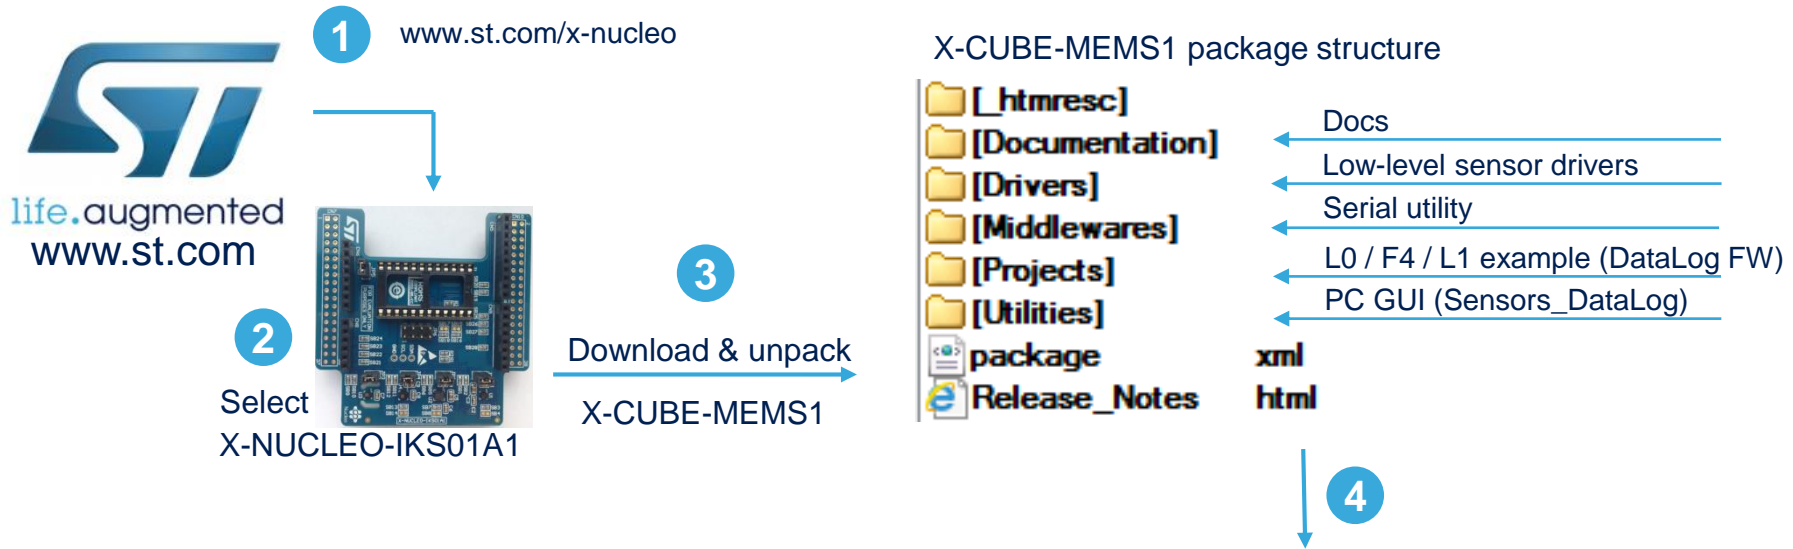 1
www.st.com/x-nucleo
life.augmented
www.st.com
2
Select
X-NUCLEO-IKS01A1
3
Download & unpack
X-CUBE-MEMS1
X-CUBE-MEMS1 package structure
[_htmresc]
[Documentation]
Docs
[Drivers]
Low-level sensor drivers
[Middlewares]
Serial utility
[Projects]
L0 / F4 / L1 example (DataLog FW)
[Utilities]
PC GUI (Sensors_DataLog)
package xml
Release_Notes html
4